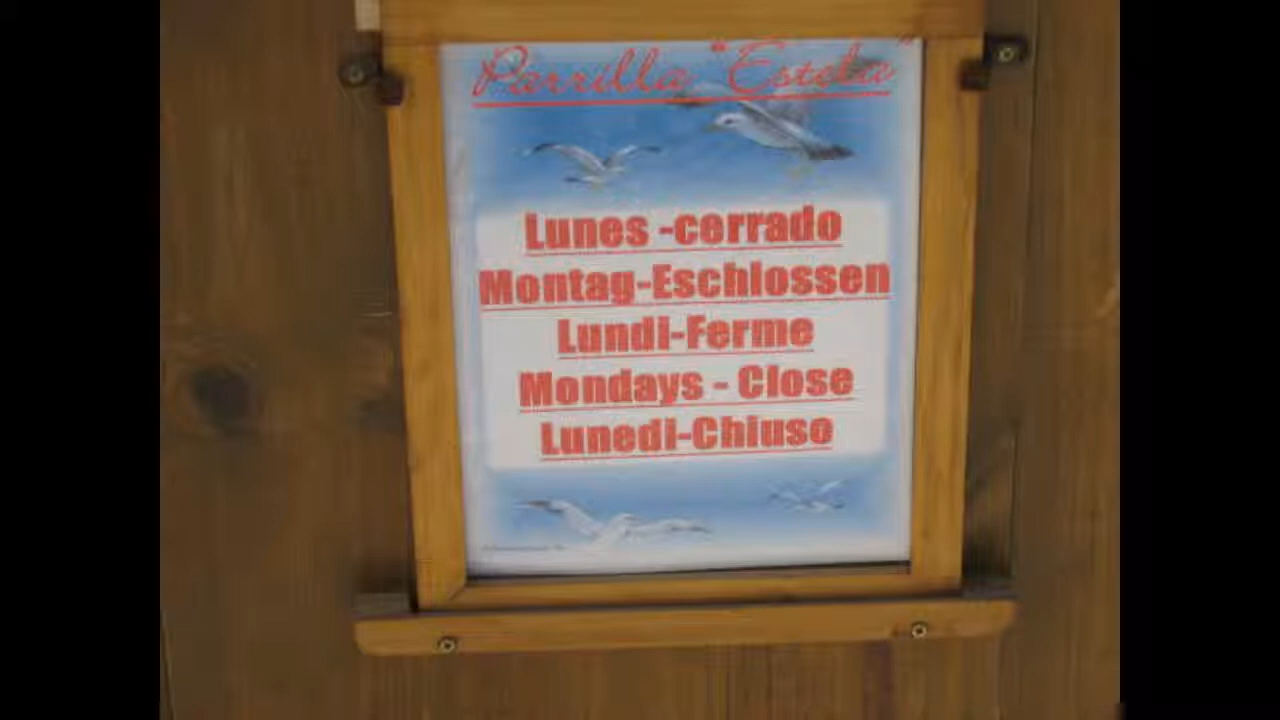 Parrilla "Estela"
Lunes -cerrado
Montag-Eschlossen
Lundi-Ferme
Mondays - Close
Lunedi-Chiuso